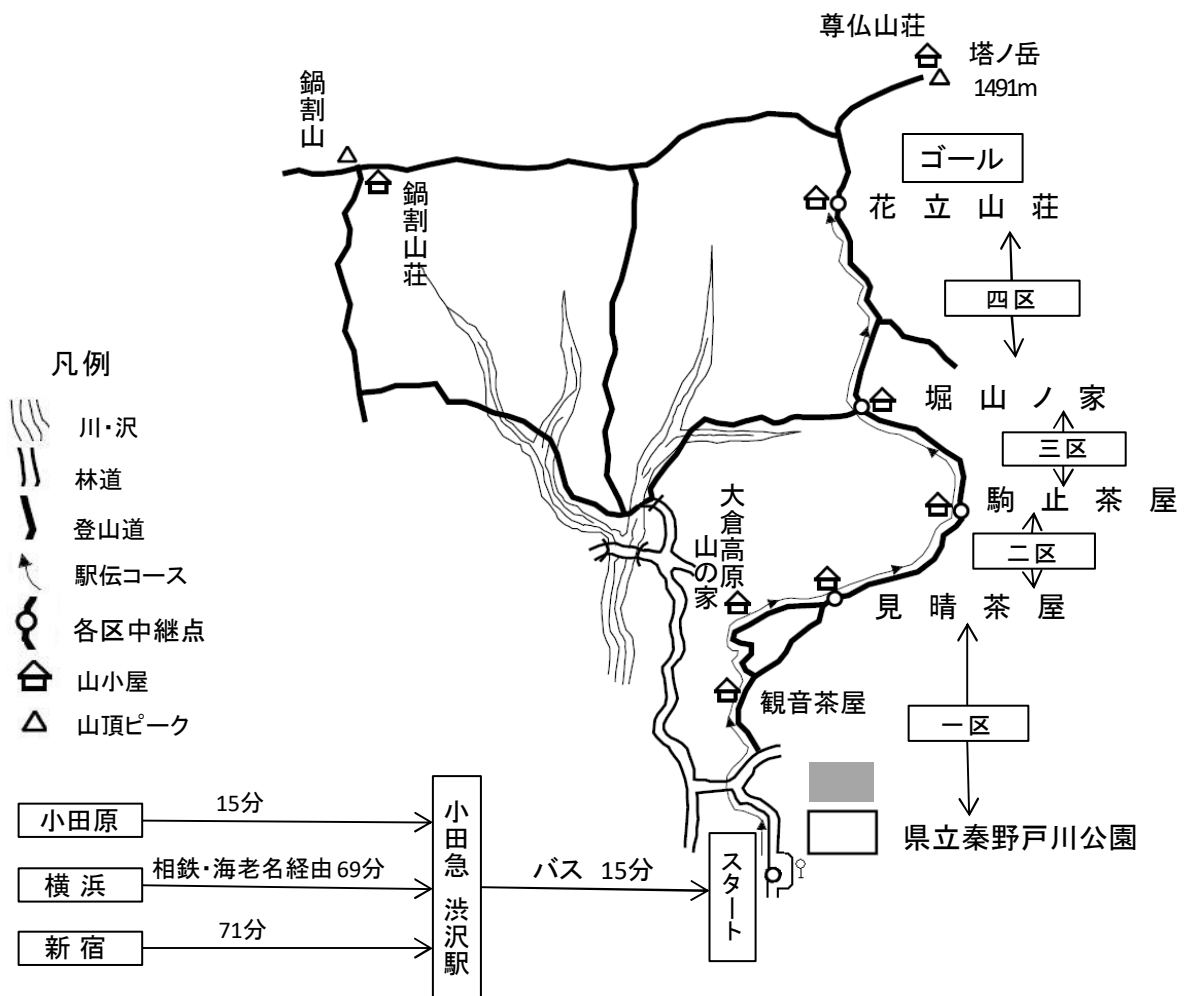 尊仏山荘
塔ノ岳
1491m
鍋割山
鍋割山荘
ゴール
花立山荘
四区
堀山ノ家
三区
駒止茶屋
二区
見晴茶屋
大倉高原
山の家
観音茶屋
一区
県立秦野戸川公園
凡例
川・沢
林道
登山道
駅伝コース
各区中継点
山小屋
山頂ピーク
小田原
15分
横浜
相鉄・海老名経由 69分
新宿
71分
小田急 渋沢駅
バス 15分
スタート